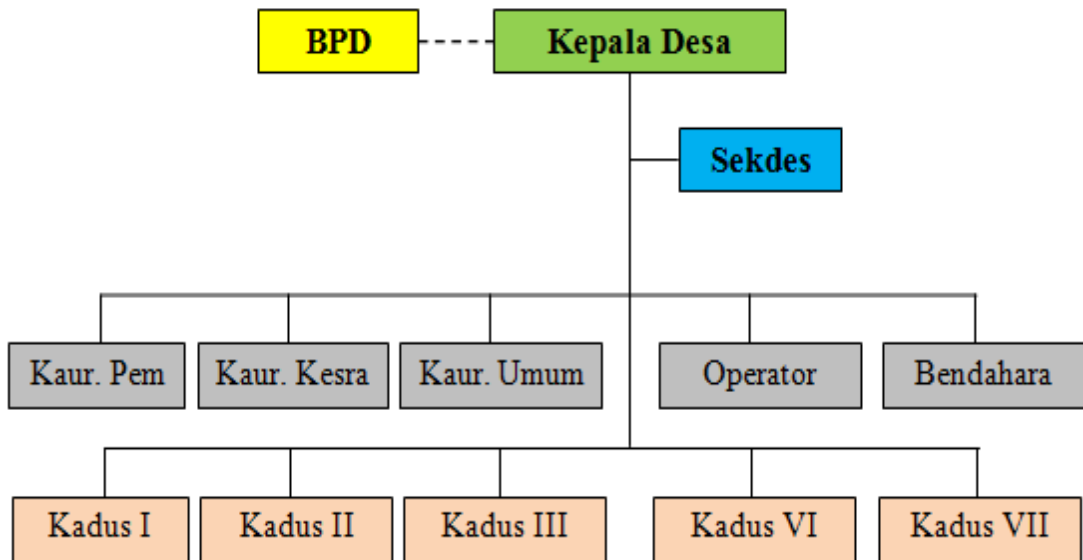 BPD
Kepala Desa
Sekdes
Kaur. Pem
Kaur. Kesra
Kaur. Umum
Operator
Bendahara
Kadus I
Kadus II
Kadus III
Kadus VI
Kadus VII